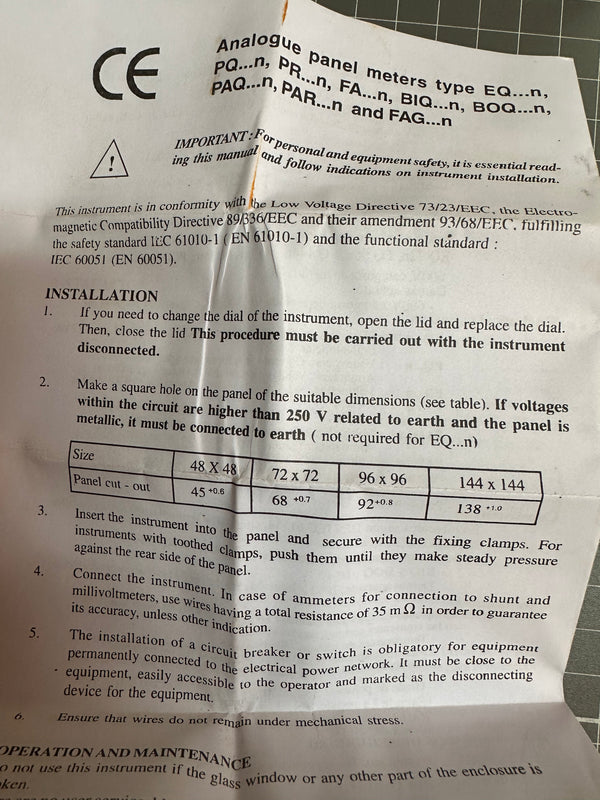 CE
Analogue panel meters type EQ...n,
PQ...n, PR...n, FA...n, BIQ...n, BOQ...n,
PAQ...n, PAR...n and FAG...n
!
IMPORTANT: For personal and equipment safety, it is essential read-
ing this manual and follow indications on instrument installation.
This instrument is in conformity with the Low Voltage Directive 73/23/EEC, the Electro-
magnetic Compatibility Directive 89/336/EEC and their amendment 93/68/EEC, fulfilling
the safety standard IEC 61010-1 ( EN 61010-1) and the functional standard :
IEC 60051 (EN 60051).
INSTALLATION
1. If you need to change the dial of the instrument, open the lid and replace the dial.
Then, close the lid This procedure must be carried out with the instrument
disconnected.
2. Make a square hole on the panel of the suitable dimensions (see table). If voltages
within the circuit are higher than 250 V related to earth and the panel is
metallic, it must be connected to earth ( not required for EQ...n)
Size 48 X 48 72 x 72 96 x 96 144 x 144
Panel cut - out 45 +0.6 68 +0.7 92+0.8 138 +1.0
3. Insert the instrument into the panel and secure with the fixing clamps. For
instruments with toothed clamps, push them until they make steady pressure
against the rear side of the panel.
4. Connect the instrument. In case of ammeters for connection to shunt and
millivoltmeters, use wires having a total resistance of 35 m Ω in order to guarantee
its accuracy, unless other indication.
5. The installation of a circuit breaker or switch is obligatory for equipment
permanently connected to the electrical power network. It must be close to the
equipment, easily accessible to the operator and marked as the disconnecting
device for the equipment.
6. Ensure that wires do not remain under mechanical stress.
OPERATION AND MAINTENANCE
not use this instrument if the glass window or any other part of the enclosure is